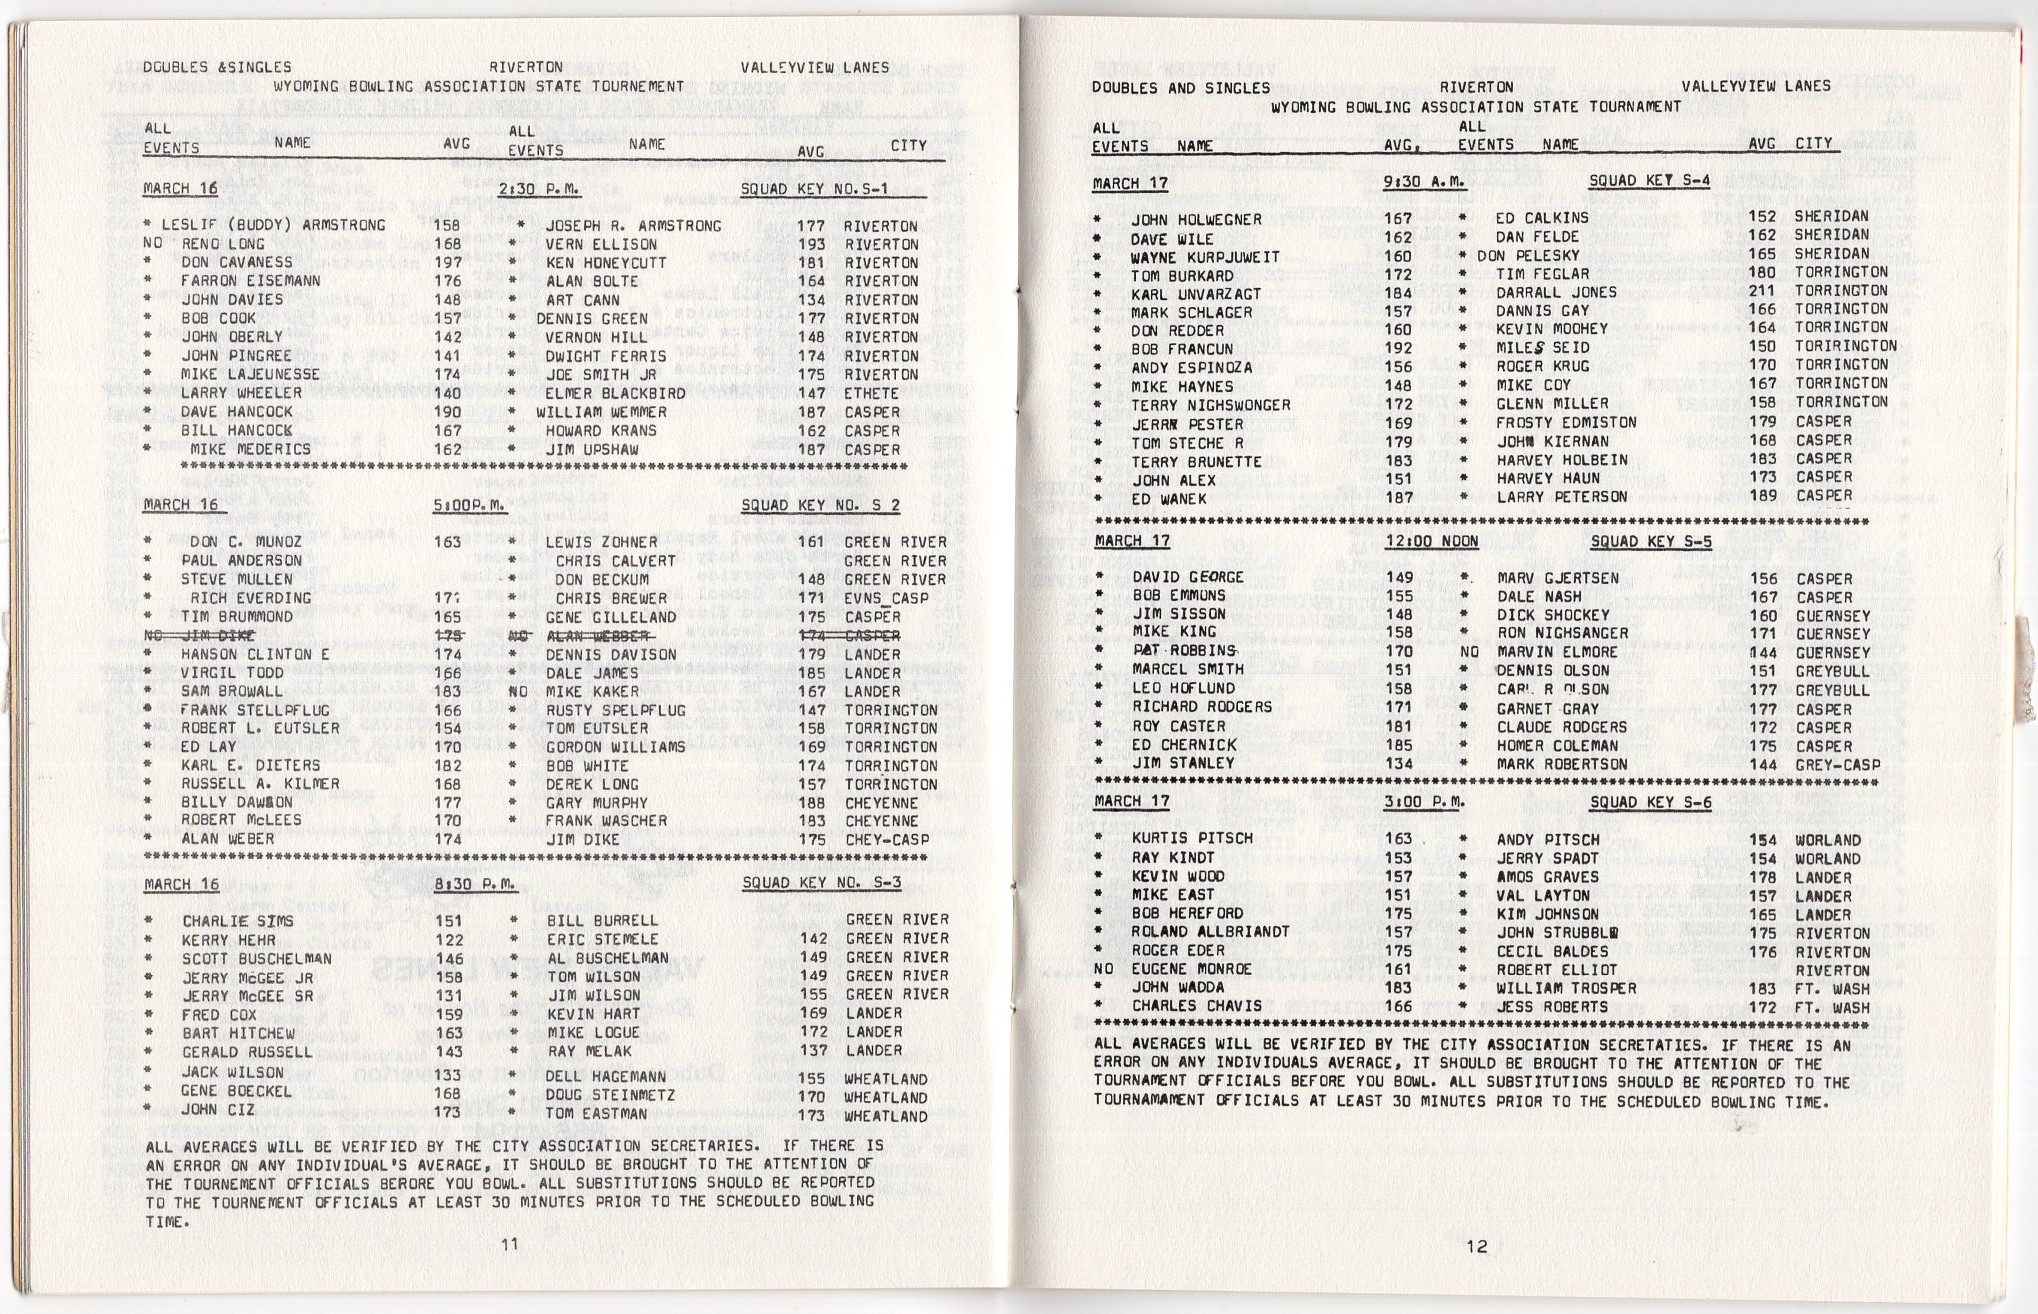 DOUBLES &SINGLES RIVERTON VALLEYVIEW LANES
WYOMING BOWLING ASSOCIATION STATE TOURNEMENT
ALL ALL
EVENTS NAME AVG EVENTS NAME AVG CITY
MARCH 16 2:30 P.M. SQUAD KEY NO.S-1
* LESLIF (BUDDY) ARMSTRONG 158 * JOSEPH R. ARMSTRONG 177 RIVERTON
NO RENO LONG 168 * VERN ELLISON 193 RIVERTON
* DON CAVANESS 197 * KEN HONEYCUTT 181 RIVERTON
* FARRON EISEMANN 176 * ALAN BOLTE 164 RIVERTON
* JOHN DAVIES 148 * ART CANN 134 RIVERTON
* BOB COOK 157 * DENNIS GREEN 177 RIVERTON
* JOHN OBERLY 142 * VERNON HILL 148 RIVERTON
* JOHN PINGREE 141 * DWIGHT FERRIS 174 RIVERTON
* MIKE LAJEUNESSE 174 * JOE SMITH JR 175 RIVERTON
* LARRY WHEELER 140 * ELMER BLACKBIRD 147 ETHETE
* DAVE HANCOCK 190 * WILLIAM WEMMER 187 CASPER
* BILL HANCOCK 167 * HOWARD KRANS 162 CASPER
* MIKE MEDERICS 162 * JIM UPSHAW 187 CASPER
MARCH 16 5:00P.M. SQUAD KEY NO. S 2
* DON C. MUNOZ 163 * LEWIS ZOHNER 161 GREEN RIVER
* PAUL ANDERSON * CHRIS CALVERT GREEN RIVER
* STEVE MULLEN * DON BECKUM 148 GREEN RIVER
* RICH EVERDING * CHRIS BREWER 171 EVNS_CASP
* TIM BRUMMOND 165 * GENE GILLELAND 175 CASPER
NO JIM DIKE 175 NO ALAN WEBBER 174 CASPER
* HANSON CLINTON E 174 * DENNIS DAVISON 179 LANDER
* VIRGIL TODD 166 * DALE JAMES 185 LANDER
* SAM BROWALL 183 NO MIKE KAKER 167 LANDER
* FRANK STELLPFLUG 166 * RUSTY SPELPFLUG 147 TORRINGTON
* ROBERT L. EUTSLER 154 * TOM EUTSLER 158 TORRINGTON
* ED LAY 170 * GORDON WILLIAMS 169 TORRINGTON
* KARL E. DIETERS 182 * BOB WHITE 174 TORRINGTON
* RUSSELL A. KILMER 168 * DEREK LONG 157 TORRINGTON
* BILLY DAWSON 177 * GARY MURPHY 188 CHEYENNE
* ROBERT McLEES 170 * FRANK WASCHER 183 CHEYENNE
* ALAN WEBER 174 JIM DIKE 175 CHEY-CASP
MARCH 16 8:30 P.M. SQUAD KEY NO. S-3
* CHARLIE SIMS 151 * BILL BURRELL GREEN RIVER
* KERRY HEHR 122 * ERIC STEMELE 142 GREEN RIVER
* SCOTT BUSCHELMAN 146 * AL BUSCHELMAN 149 GREEN RIVER
* JERRY McGEE JR 158 * TOM WILSON 149 GREEN RIVER
* JERRY McGEE SR 131 * JIM WILSON 155 GREEN RIVER
* FRED COX 159 * KEVIN HART 169 LANDER
* BART HITCHEW 163 * MIKE LOGUE 172 LANDER
* GERALD RUSSELL 143 * RAY MELAK 137 LANDER
* JACK WILSON 133 * DELL HAGEMANN 155 WHEATLAND
* GENE BOECKEL 168 * DOUG STEINMETZ 170 WHEATLAND
* JOHN CIZ 173 * TOM EASTMAN 173 WHEATLAND
ALL AVERAGES WILL BE VERIFIED BY THE CITY ASSOCIATION SECRETARIES. IF THERE IS
AN ERROR ON ANY INDIVIDUAL'S AVERAGE, IT SHOULD BE BROUGHT TO THE ATTENTION OF
THE TOURNEMENT OFFICIALS BERORE YOU BOWL. ALL SUBSTITUTIONS SHOULD BE REPORTED
TO THE TOURNEMENT OFFICIALS AT LEAST 30 MINUTES PRIOR TO THE SCHEDULED BOWLING
TIME.
11
DOUBLES AND SINGLES RIVERTON VALLEYVIEW LANES
WYOMING BOWLING ASSOCIATION STATE TOURNAMENT
ALL ALL
EVENTS NAME AVG. EVENTS NAME AVG CITY
MARCH 17 9:30 A.M. SQUAD KEY S-4
* JOHN HOLWEGNER 167 * ED CALKINS 152 SHERIDAN
* DAVE WILE 162 * DAN FELDE 162 SHERIDAN
* WAYNE KURPJUWEIT 160 * DON PELESKY 165 SHERIDAN
* TOM BURKARD 172 * TIM FEGLAR 180 TORRINGTON
* KARL UNVARZAGT 184 * DARRALL JONES 211 TORRINGTON
* MARK SCHLAGER 157 * DANNIS GAY 166 TORRINGTON
* DON REDDER 160 * KEVIN MOOHEY 164 TORRINGTON
* BOB FRANCUN 192 * MILES SEID 150 TORIRINGTON
* ANDY ESPINOZA 156 * ROGER KRUG 170 TORRINGTON
* MIKE HAYNES 148 * MIKE COY 167 TORRINGTON
* TERRY NIGHSWONGER 172 * GLENN MILLER 158 TORRINGTON
* JERRY PESTER 169 * FROSTY EDMISTON 179 CASPER
* TOM STECHE R 179 * JOHN KIERNAN 168 CASPER
* TERRY BRUNETTE 183 * HARVEY HOLBEIN 183 CASPER
* JOHN ALEX 151 * HARVEY HAUN 173 CASPER
* ED WANEK 187 * LARRY PETERSON 189 CASPER
MARCH 17 12:00 NOON SQUAD KEY S-5
* DAVID GEORGE 149 * MARV GJERTSEN 156 CASPER
* BOB EMMONS 155 * DALE NASH 167 CASPER
* JIM SISSON 148 * DICK SHOCKEY 160 GUERNSEY
* MIKE KING 158 * RON NIGHSANGER 171 GUERNSEY
* PAT ROBBINS 170 NO MARVIN ELMORE 144 GUERNSEY
* MARCEL SMITH 151 * DENNIS OLSON 151 GREYBULL
* LEO HOFLUND 158 * CARL R OLSON 177 GREYBULL
* RICHARD RODGERS 171 * GARNET GRAY 177 CASPER
* ROY CASTER 181 * CLAUDE RODGERS 172 CASPER
* ED CHERNICK 185 * HOMER COLEMAN 175 CASPER
* JIM STANLEY 134 * MARK ROBERTSON 144 GREY-CASP
MARCH 17 3:00 P.M. SQUAD KEY S-6
* KURTIS PITSCH 163 * ANDY PITSCH 154 WORLAND
* RAY KINDT 153 * JERRY SPADT 154 WORLAND
* KEVIN WOOD 157 * AMOS GRAVES 178 LANDER
* MIKE EAST 151 * VAL LAYTON 157 LANDER
* BOB HEREFORD 175 * KIM JOHNSON 165 LANDER
* ROLAND ALLBRIANDT 157 * JOHN STRUBBLE 175 RIVERTON
* ROGER EDER 175 * CECIL BALDES 176 RIVERTON
NO EUGENE MONROE 161 * ROBERT ELLIOT RIVERTON
* JOHN WADDA 183 * WILLIAM TROSPER 183 FT. WASH
* CHARLES CHAVIS 166 * JESS ROBERTS 172 FT. WASH
ALL AVERAGES WILL BE VERIFIED BY THE CITY ASSOCIATION SECRETATIES. IF THERE IS AN
ERROR ON ANY INDIVIDUALS AVERAGE, IT SHOULD BE BROUGHT TO THE ATTENTION OF THE
TOURNAMENT OFFICIALS BEFORE YOU BOWL. ALL SUBSTITUTIONS SHOULD BE REPORTED TO THE
TOURNAMAMENT OFFICIALS AT LEAST 30 MINUTES PRIOR TO THE SCHEDULED BOWLING TIME.
12